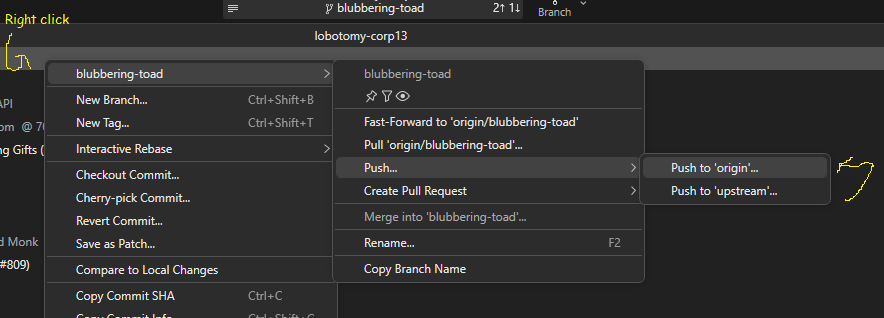 blubbering-toad 2↑ 1↓
Branch
Right click
lobotomy-corp13
blubbering-toad
New Branch... Ctrl+Shift+B
New Tag... Ctrl+Shift+T
Interactive Rebase
Checkout Commit...
Cherry-pick Commit...
Revert Commit...
Save as Patch...
Compare to Local Changes
Copy Commit SHA Ctrl+C
Copy Commit Info Ctrl+Shift+C
blubbering-toad
Fast-Forward to 'origin/blubbering-toad'
Pull 'origin/blubbering-toad'...
Push...
Create Pull Request
Merge into 'blubbering-toad'...
Rename... F2
Copy Branch Name
Push to 'origin'...
Push to 'upstream'...
API
om @ 70
ng Gifts (
d Monk
#809)